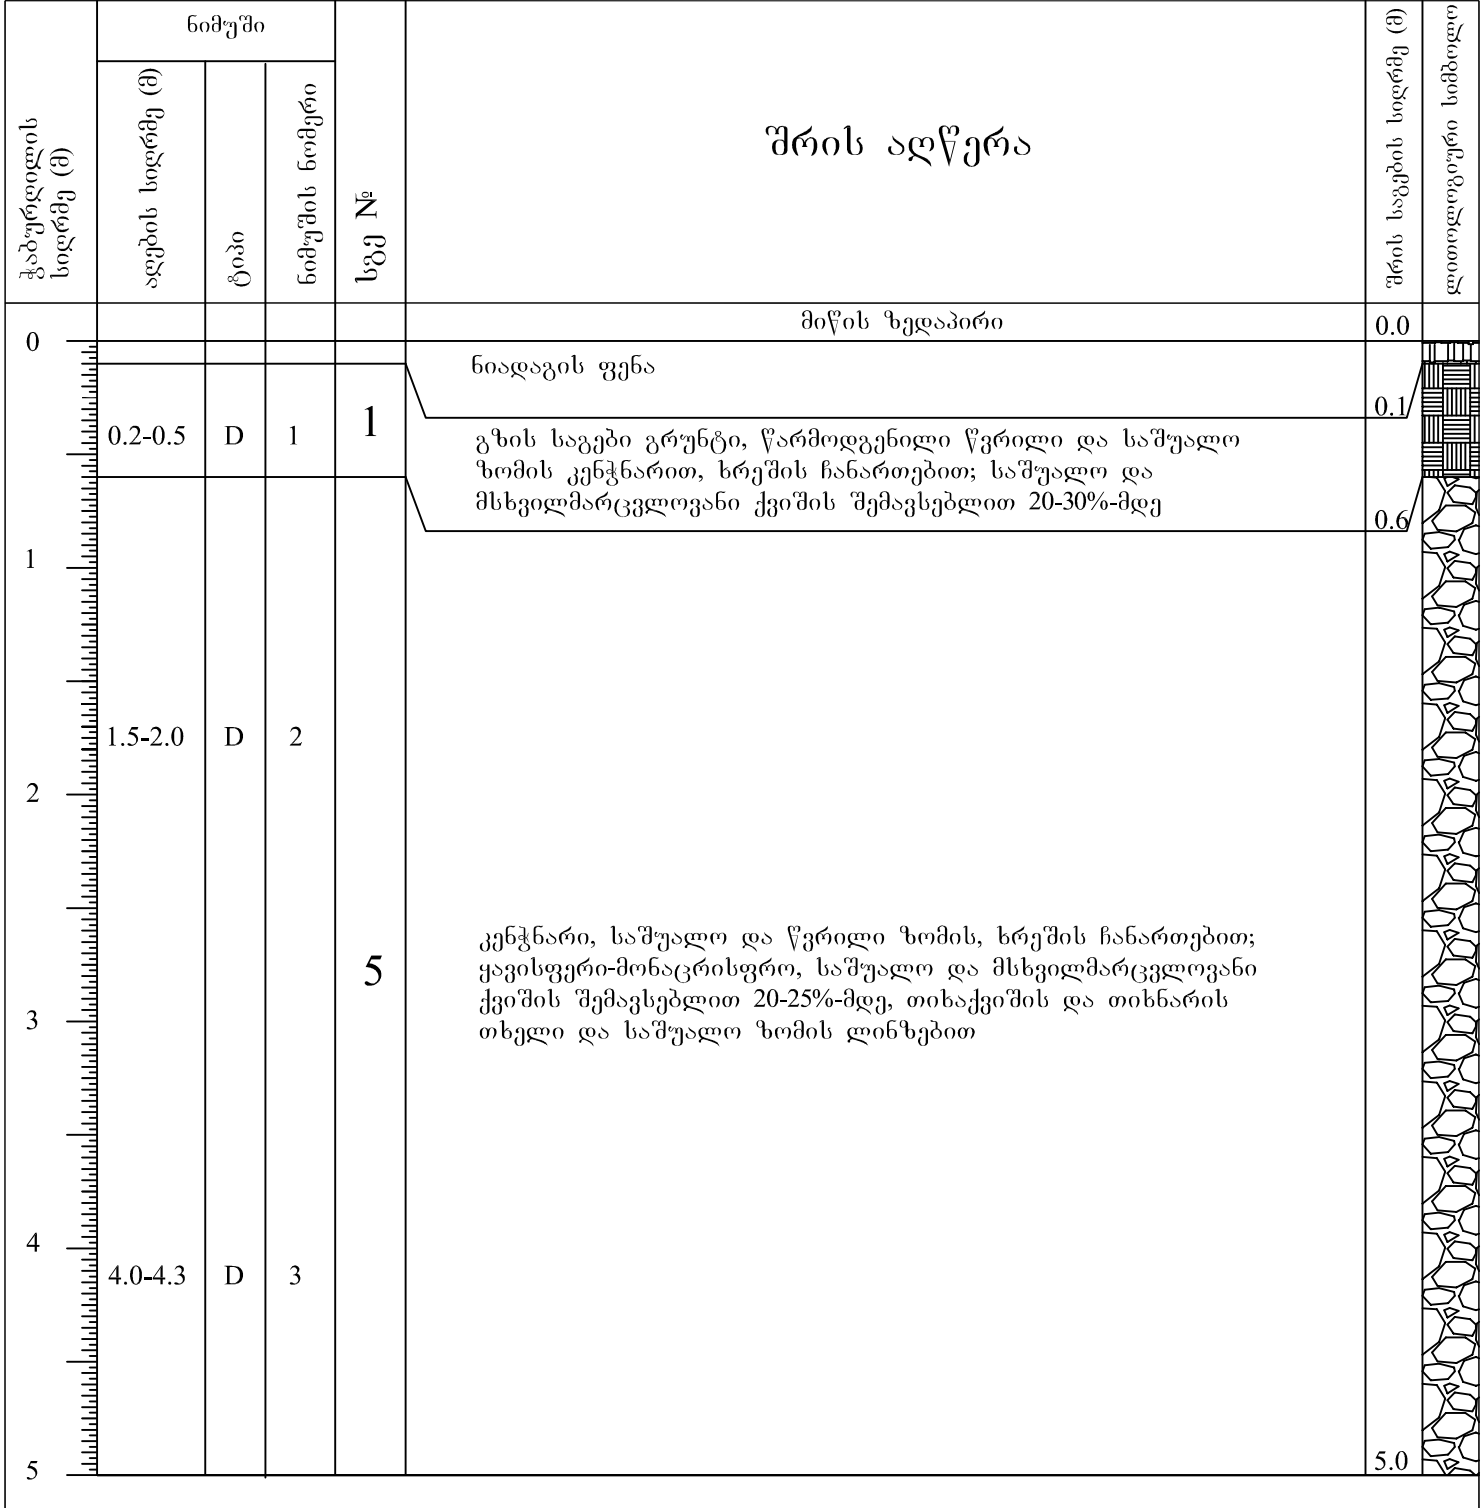 ჭაბურღილის
სიღრმე (მ)
ნიმუში
აღების სიღრმე (მ)
ტიპი
ნიმუშის ნომერი
სგე №
შრის აღწერა
შრის საგების სიღრმე (მ)
ლითოლოგიური სიმბოლო
მიწის ზედაპირი
0.0
0
ნიადაგის ფენა
0.1
0.2-0.5 D 1
1
გზის საგები გრუნტი, წარმოდგენილი წვრილი და საშუალო
ზომის კენჭნარით, ხრეშის ჩანართებით; საშუალო და
მსხვილმარცვლოვანი ქვიშის შემავსებლით 20-30%-მდე
0.6
1
1.5-2.0 D 2
2
5
კენჭნარი, საშუალო და წვრილი ზომის, ხრეშის ჩანართებით;
ყავისფერი-მონაცრისფრო, საშუალო და მსხვილმარცვლოვანი
ქვიშის შემავსებლით 20-25%-მდე, თიხაქვიშის და თიხნარის
თხელი და საშუალო ზომის ლინზებით
3
4
4.0-4.3 D 3
5
5.0